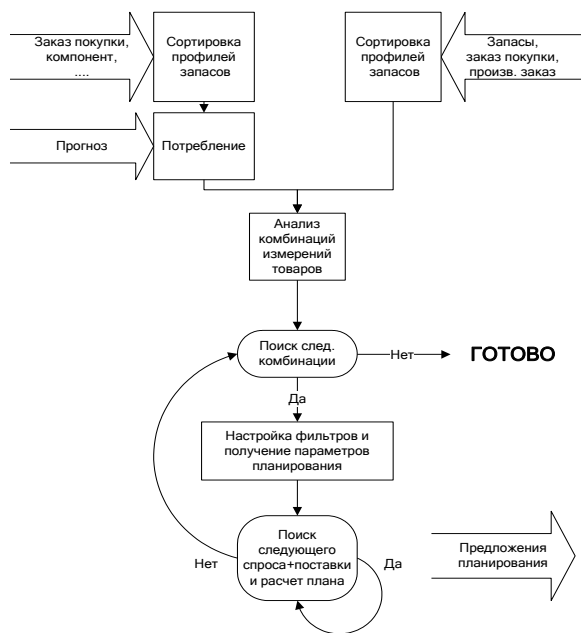 Заказ покупки,
компонент,
....
Сортировка
профилей
запасов
Сортировка
профилей
запасов
Запасы,
заказ покупки,
произв. заказ
Прогноз
Потребление
Анализ
комбинаций
измерений
товаров
Поиск след.
комбинации
Нет
ГОТОВО
Да
Настройка фильтров и
получение параметров
планирования
Поиск
следующего
спроса+поставки
и расчет плана
Нет
Да
Предложения
планирования